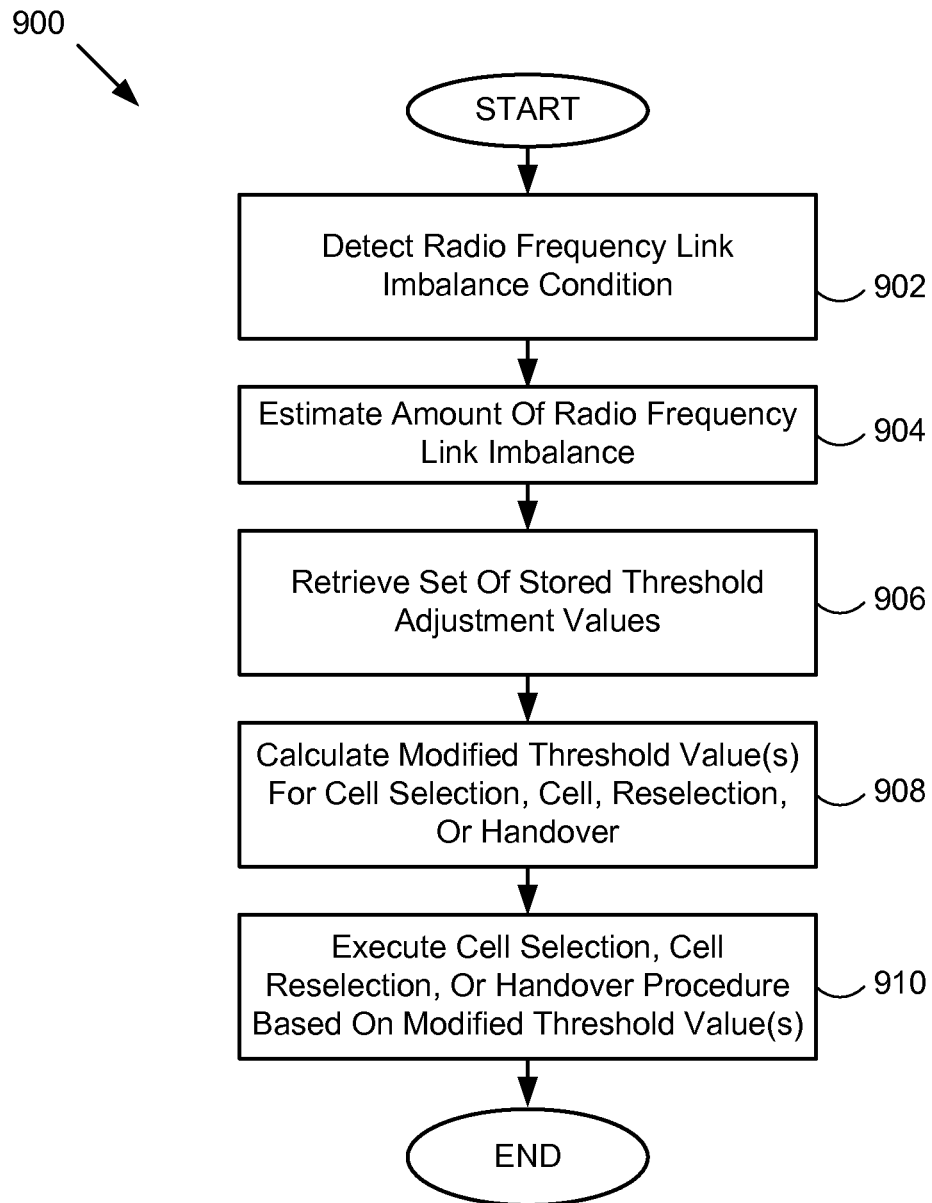 900
START
Detect Radio Frequency Link
Imbalance Condition
902
Estimate Amount Of Radio Frequency
Link Imbalance
904
Retrieve Set Of Stored Threshold
Adjustment Values
906
Calculate Modified Threshold Value(s)
For Cell Selection, Cell, Reselection,
Or Handover
908
Execute Cell Selection, Cell
Reselection, Or Handover Procedure
Based On Modified Threshold Value(s)
910
END